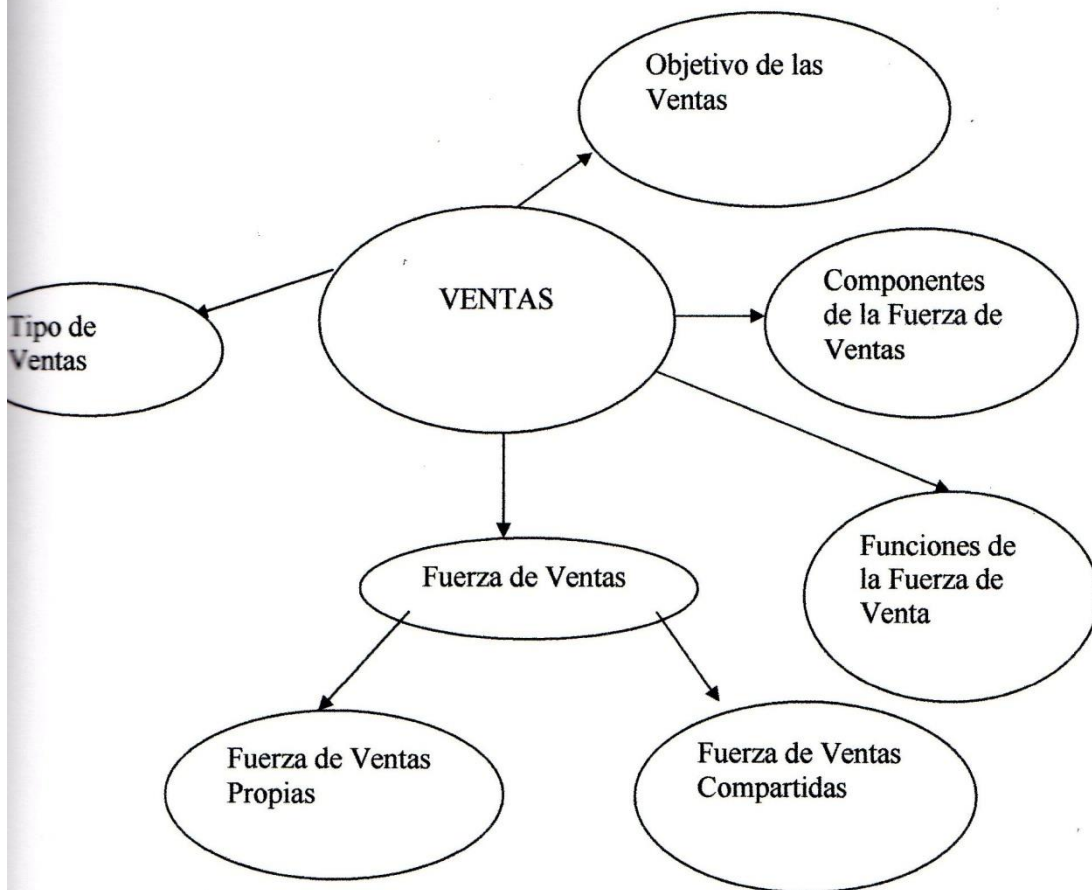 Objetivo de las
Ventas
VENTAS
Componentes
de la Fuerza de
Ventas
Tipo de
Ventas
Funciones de
la Fuerza de
Venta
Fuerza de Ventas
Fuerza de Ventas
Propias
Fuerza de Ventas
Compartidas